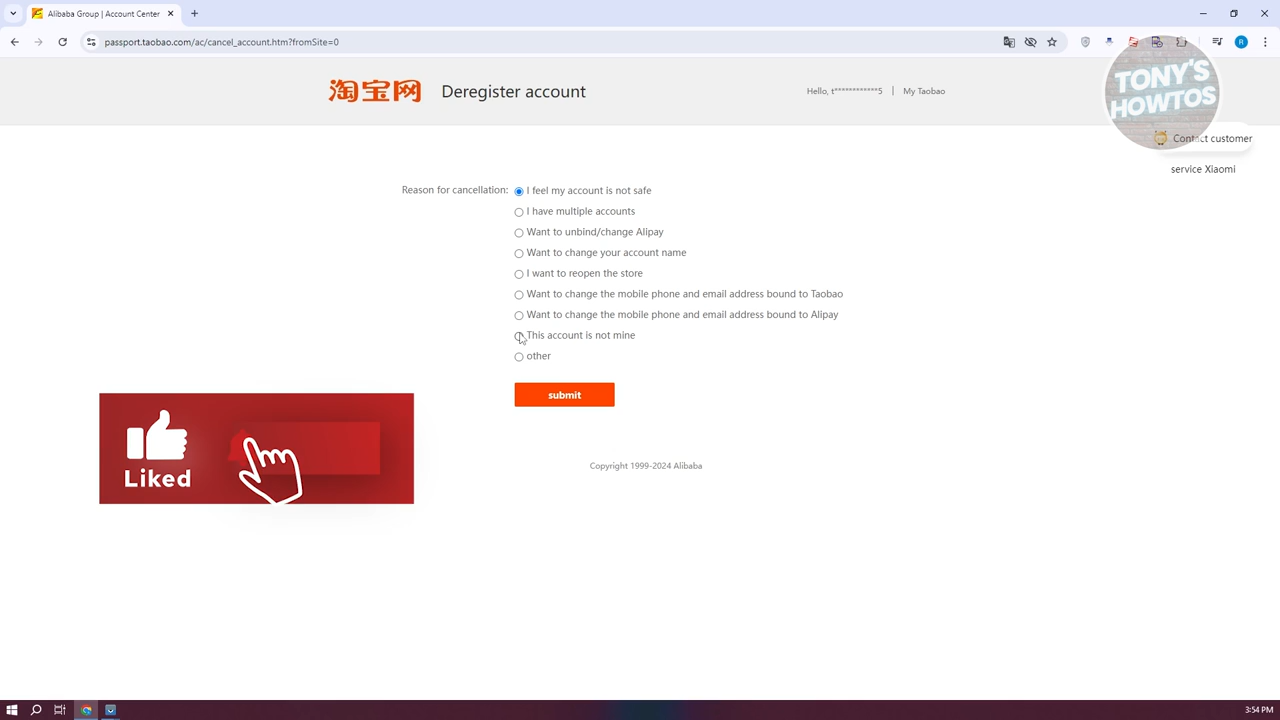 Alibaba Group | Account Center
passport.taobao.com/ac/cancel_account.htm?fromSite=0
R
淘宝网
Deregister account
Hello, t************5 | My Taobao
TONY'S
HOWTOS
Contact customer
service Xiaomi
Reason for cancellation:
I feel my account is not safe
I have multiple accounts
Want to unbind/change Alipay
Want to change your account name
I want to reopen the store
Want to change the mobile phone and email address bound to Taobao
Want to change the mobile phone and email address bound to Alipay
This account is not mine
other
submit
Liked
Copyright 1999-2024 Alibaba
3:54 PM